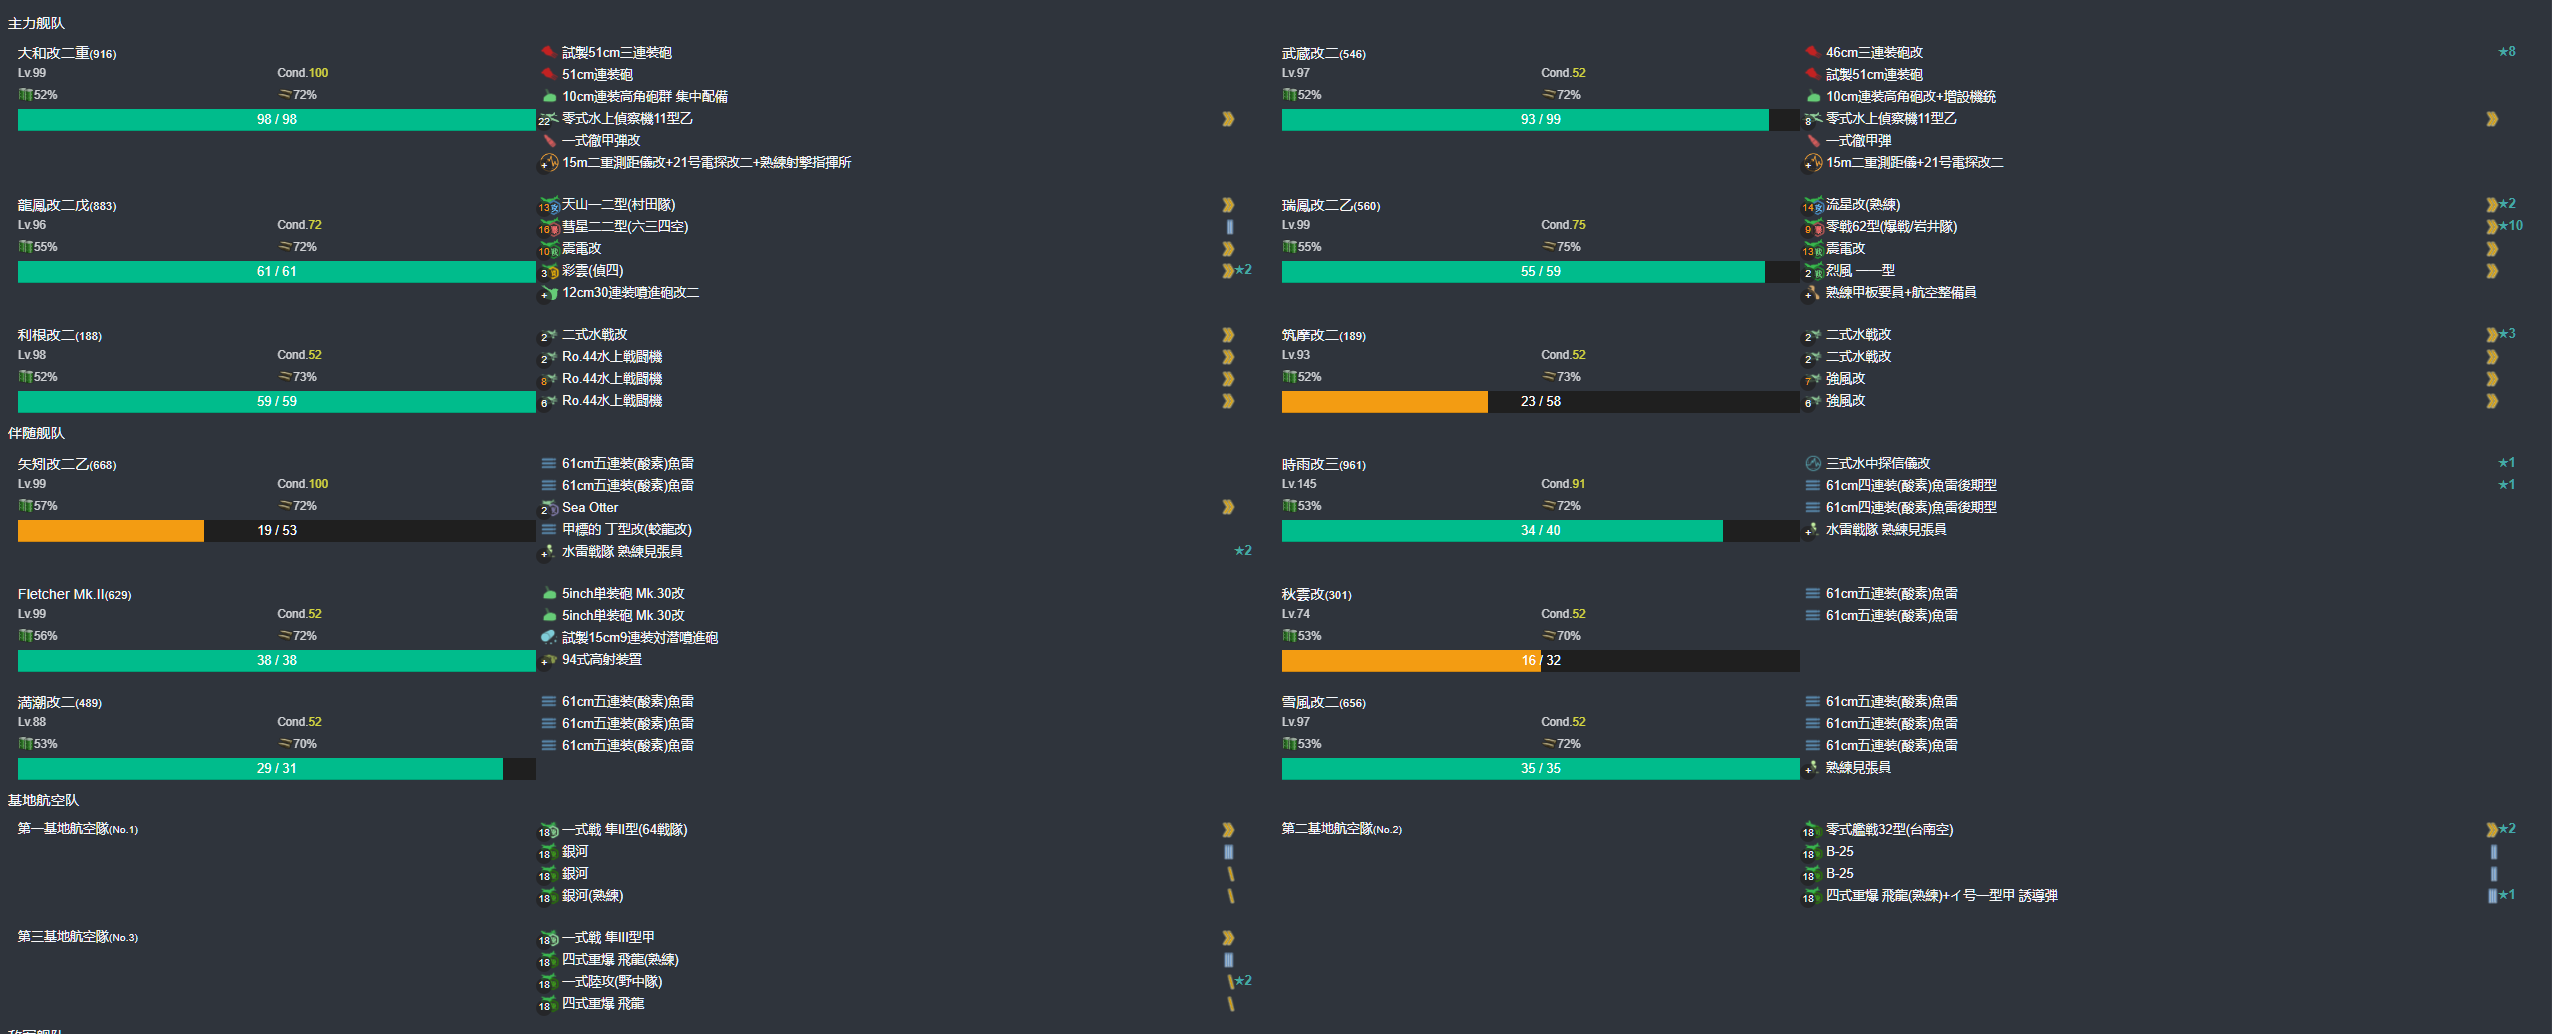 主力舰队
大和改二重(916)
Lv.99 Cond.100
52% 72%
98 / 98
試製51cm三連装砲
51cm連装砲
10cm連装高角砲群 集中配備
22 零式水上偵察機11型乙
一式徹甲弾改
+ 15m二重測距儀改+21号電探改二+熟練射撃指揮所
武蔵改二(546)
Lv.97 Cond.52
52% 72%
93 / 99
46cm三連装砲改 ★8
試製51cm連装砲
10cm連装高角砲改+増設機銃
8 零式水上偵察機11型乙
一式徹甲弾
+ 15m二重測距儀+21号電探改二
龍鳳改二戊(883)
Lv.96 Cond.72
55% 72%
61 / 61
13 天山一二型(村田隊)
16 彗星二二型(六三四空)
10 震電改
3 彩雲(偵四) ★2
+ 12cm30連装噴進砲改二
瑞鳳改二乙(560)
Lv.99 Cond.75
55% 75%
55 / 59
14 流星改(熟練) ★2
9 零戦62型(爆戦/岩井隊) ★10
13 震電改
2 烈風 一一型
+ 熟練甲板要員+航空整備員
利根改二(188)
Lv.98 Cond.52
52% 73%
59 / 59
2 二式水戦改
2 Ro.44水上戦闘機
8 Ro.44水上戦闘機
6 Ro.44水上戦闘機
筑摩改二(189)
Lv.93 Cond.52
52% 73%
23 / 58
2 二式水戦改 ★3
2 二式水戦改
7 強風改
6 強風改
伴随舰队
矢矧改二乙(668)
Lv.99 Cond.100
57% 72%
19 / 53
61cm五連装(酸素)魚雷
61cm五連装(酸素)魚雷
2 Sea Otter
甲標的 丁型改(蛟龍改)
+ 水雷戦隊 熟練見張員 ★2
時雨改三(961)
Lv.145 Cond.91
53% 72%
34 / 40
三式水中探信儀改 ★1
61cm四連装(酸素)魚雷後期型 ★1
61cm四連装(酸素)魚雷後期型
+ 水雷戦隊 熟練見張員
Fletcher Mk.II(629)
Lv.99 Cond.52
56% 72%
38 / 38
5inch単装砲 Mk.30改
5inch単装砲 Mk.30改
試製15cm9連装対潜噴進砲
+ 94式高射装置
秋雲改(301)
Lv.74 Cond.52
53% 70%
16 / 32
61cm五連装(酸素)魚雷
61cm五連装(酸素)魚雷
満潮改二(489)
Lv.88 Cond.52
53% 70%
29 / 31
61cm五連装(酸素)魚雷
61cm五連装(酸素)魚雷
61cm五連装(酸素)魚雷
雪風改二(656)
Lv.97 Cond.52
53% 72%
35 / 35
61cm五連装(酸素)魚雷
61cm五連装(酸素)魚雷
61cm五連装(酸素)魚雷
+ 熟練見張員
基地航空队
第一基地航空隊(No.1)
18 一式戦 隼II型(64戦隊)
18 銀河
18 銀河
18 銀河(熟練)
第二基地航空隊(No.2)
18 零式艦戦32型(台南空) ★2
18 B-25
18 B-25
18 四式重爆 飛龍(熟練)+イ号一型甲 誘導弾 ★1
第三基地航空隊(No.3)
18 一式戦 隼III型甲
18 四式重爆 飛龍(熟練)
18 一式陸攻(野中隊) ★2
18 四式重爆 飛龍